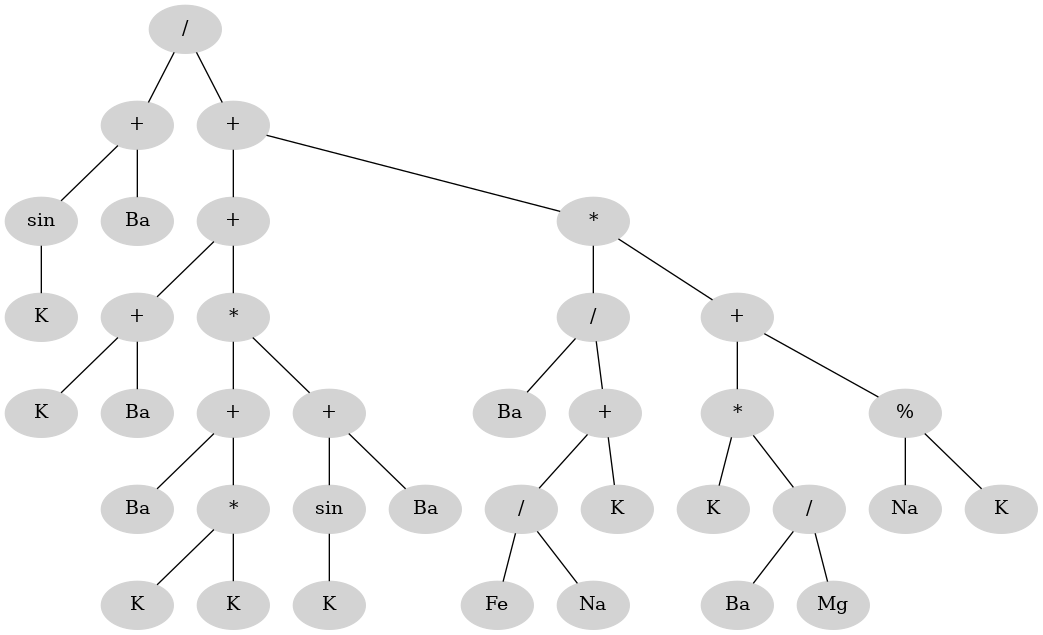 /
+ +
sin Ba + *
K + * / +
K Ba + + Ba + * %
Ba * sin Ba / K K / Na K
K K K Fe Na Ba Mg